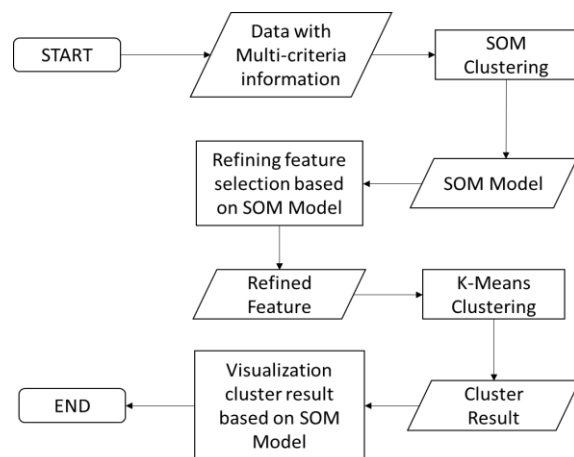 START
Data with
Multi-criteria
information
SOM
Clustering
SOM Model
Refining feature
selection based
on SOM Model
Refined
Feature
K-Means
Clustering
Cluster
Result
Visualization
cluster result
based on SOM
Model
END